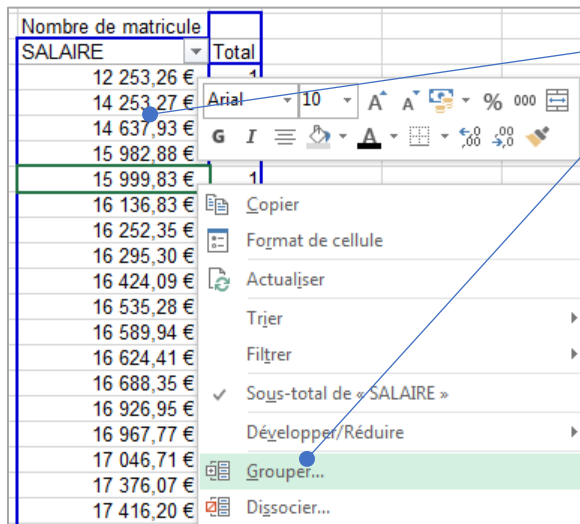 Nombre de matricule
SALAIRE Total
12 253,26 € 1
14 253,27 €
14 637,93 €
15 982,88 €
15 999,83 € 1
16 136,83 €
16 252,35 €
16 295,30 €
16 424,09 €
16 535,28 €
16 589,94 €
16 624,41 €
16 688,35 €
16 926,95 €
16 967,77 €
17 046,71 €
17 376,07 €
17 416,20 €
Arial 10 A A % 000
G I A ,00 ,00
Copier
Format de cellule
Actualiser
Trier
Filtrer
Sous-total de « SALAIRE »
Développer/Réduire
Grouper...
Dissocier...